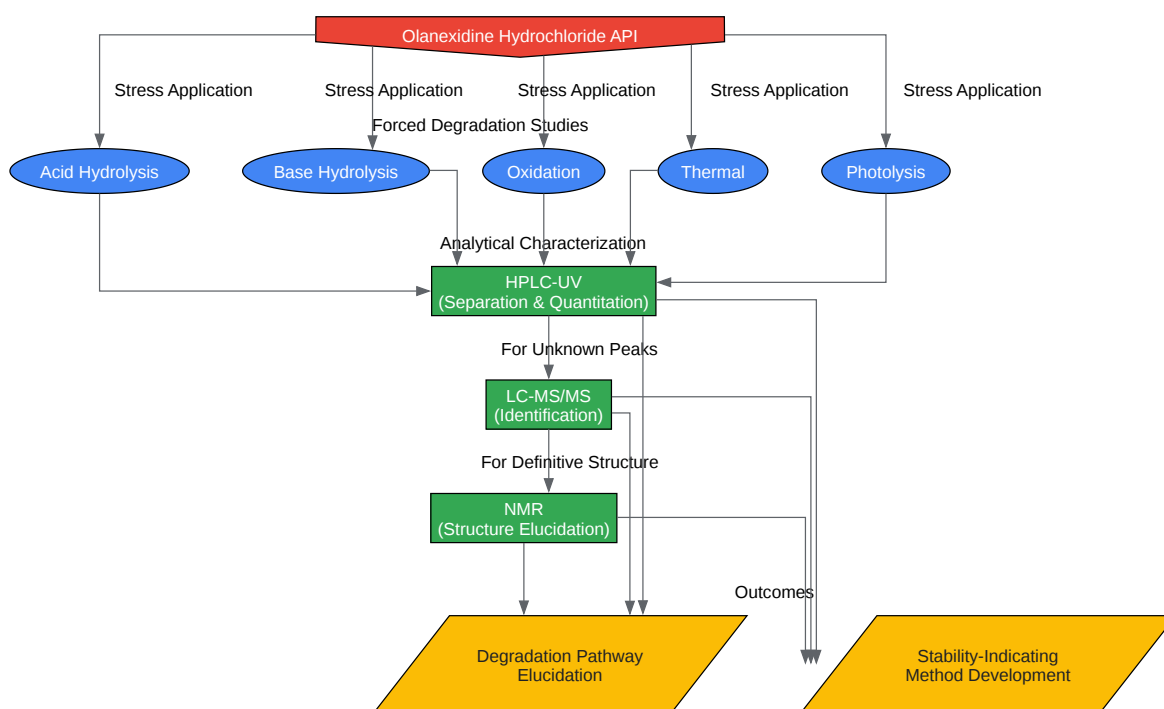 Olanexidine Hydrochloride API
Stress Application
Stress Application
Stress Application
Stress Application
Stress Application
Forced Degradation Studies
Acid Hydrolysis
Base Hydrolysis
Oxidation
Thermal
Photolysis
Analytical Characterization
HPLC-UV
(Separation & Quantitation)
For Unknown Peaks
LC-MS/MS
(Identification)
For Definitive Structure
NMR
(Structure Elucidation)
Outcomes
Degradation Pathway
Elucidation
Stability-Indicating
Method Development